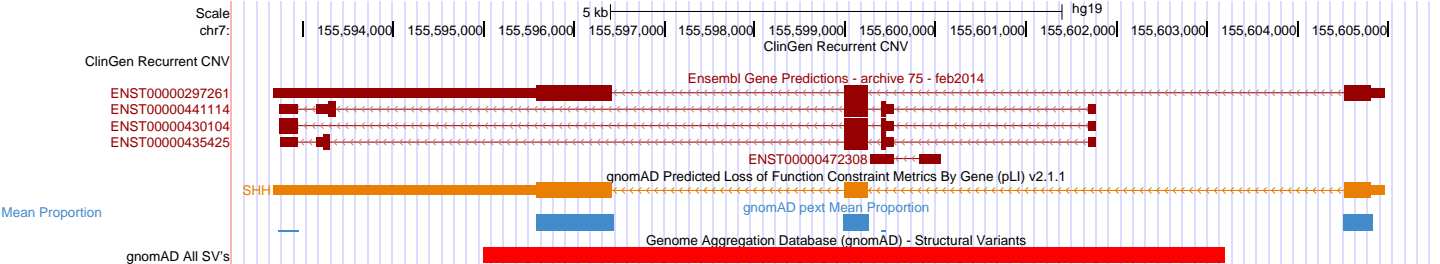 Scale 5 kb hg19
chr7: 155,594,000 155,595,000 155,596,000 155,597,000 155,598,000 155,599,000 155,600,000 155,601,000 155,602,000 155,603,000 155,604,000 155,605,000
ClinGen Recurrent CNV
ClinGen Recurrent CNV
Ensembl Gene Predictions - archive 75 - feb2014
ENST00000297261
ENST00000441114
ENST00000430104
ENST00000435425
ENST00000472308
gnomAD Predicted Loss of Function Constraint Metrics By Gene (pLI) v2.1.1
SHH
gnomAD pext Mean Proportion
Mean Proportion
Genome Aggregation Database (gnomAD) - Structural Variants
gnomAD All SV's